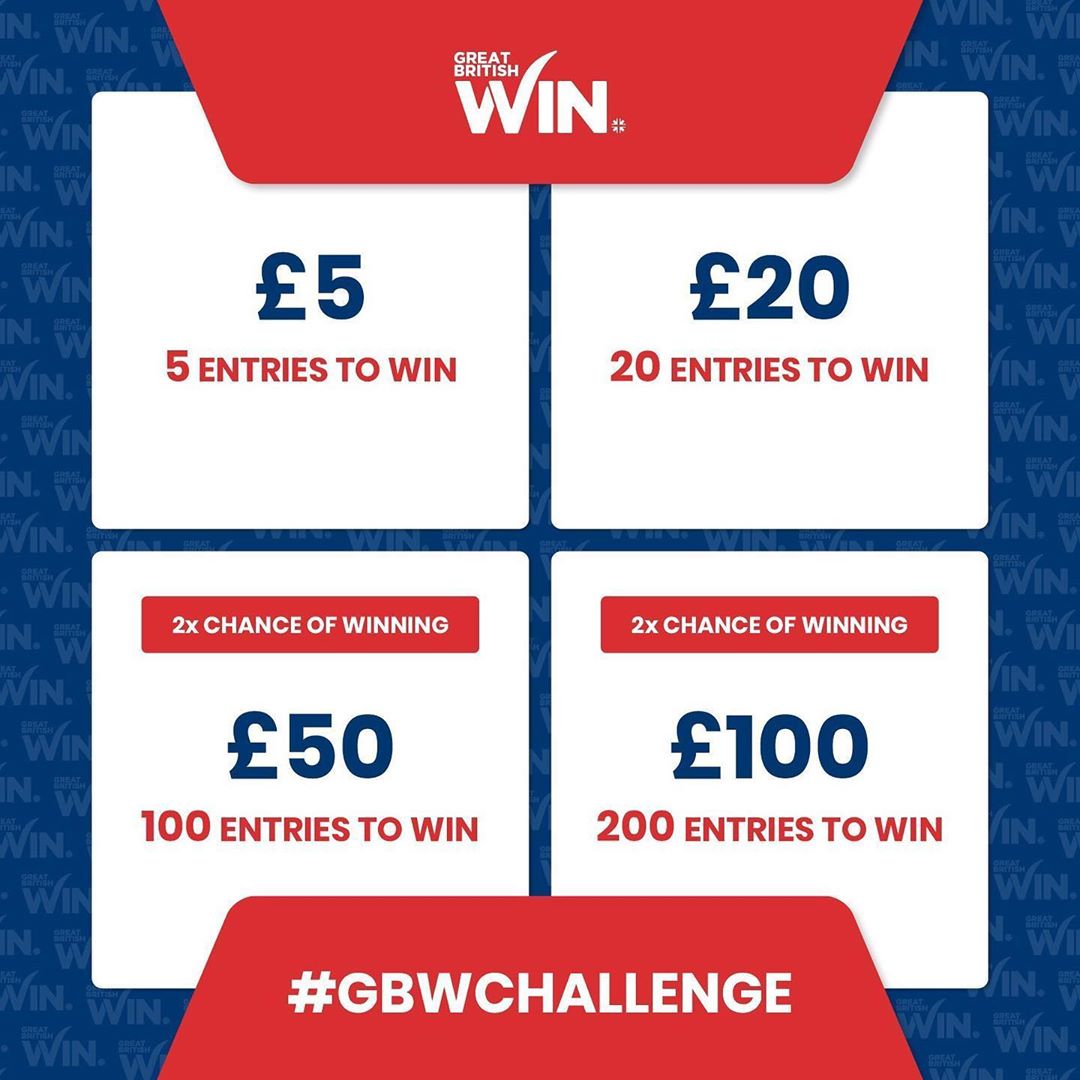 GREAT
BRITISH
WIN
£5
5 ENTRIES TO WIN
£20
20 ENTRIES TO WIN
2x CHANCE OF WINNING
£50
100 ENTRIES TO WIN
2x CHANCE OF WINNING
£100
200 ENTRIES TO WIN
#GBWCHALLENGE